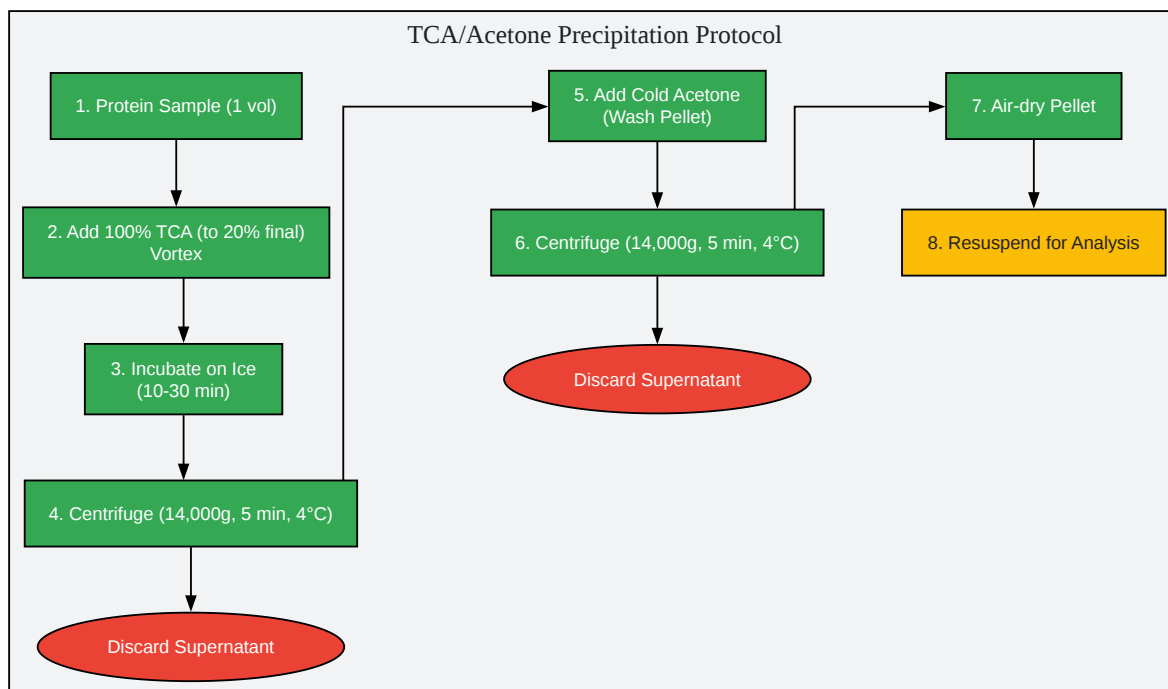 TCA/Acetone Precipitation Protocol
1. Protein Sample (1 vol)
2. Add 100% TCA (to 20% final)
Vortex
3. Incubate on Ice
(10-30 min)
4. Centrifuge (14,000g, 5 min, 4°C)
Discard Supernatant
5. Add Cold Acetone
(Wash Pellet)
6. Centrifuge (14,000g, 5 min, 4°C)
Discard Supernatant
7. Air-dry Pellet
8. Resuspend for Analysis